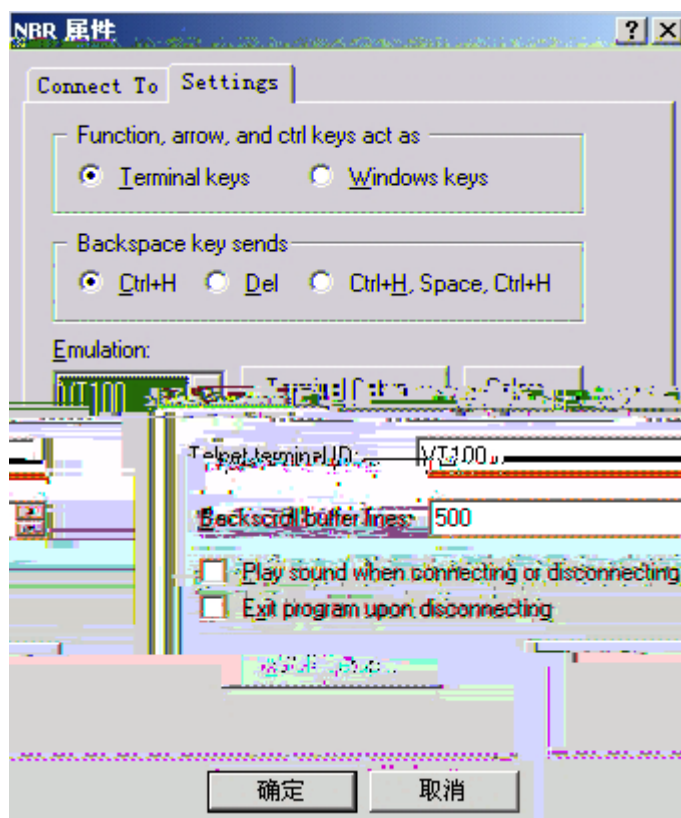 NBR 属性
Connect To Settings
Function, arrow, and ctrl keys act as
Terminal keys Windows keys
Backspace key sends
Ctrl+H Del Ctrl+H, Space, Ctrl+H
Emulation:
VT100
Telnet terminal ID: VT100
Backscroll buffer lines: 500
Play sound when connecting or disconnecting
Exit program upon disconnecting
确定 取消